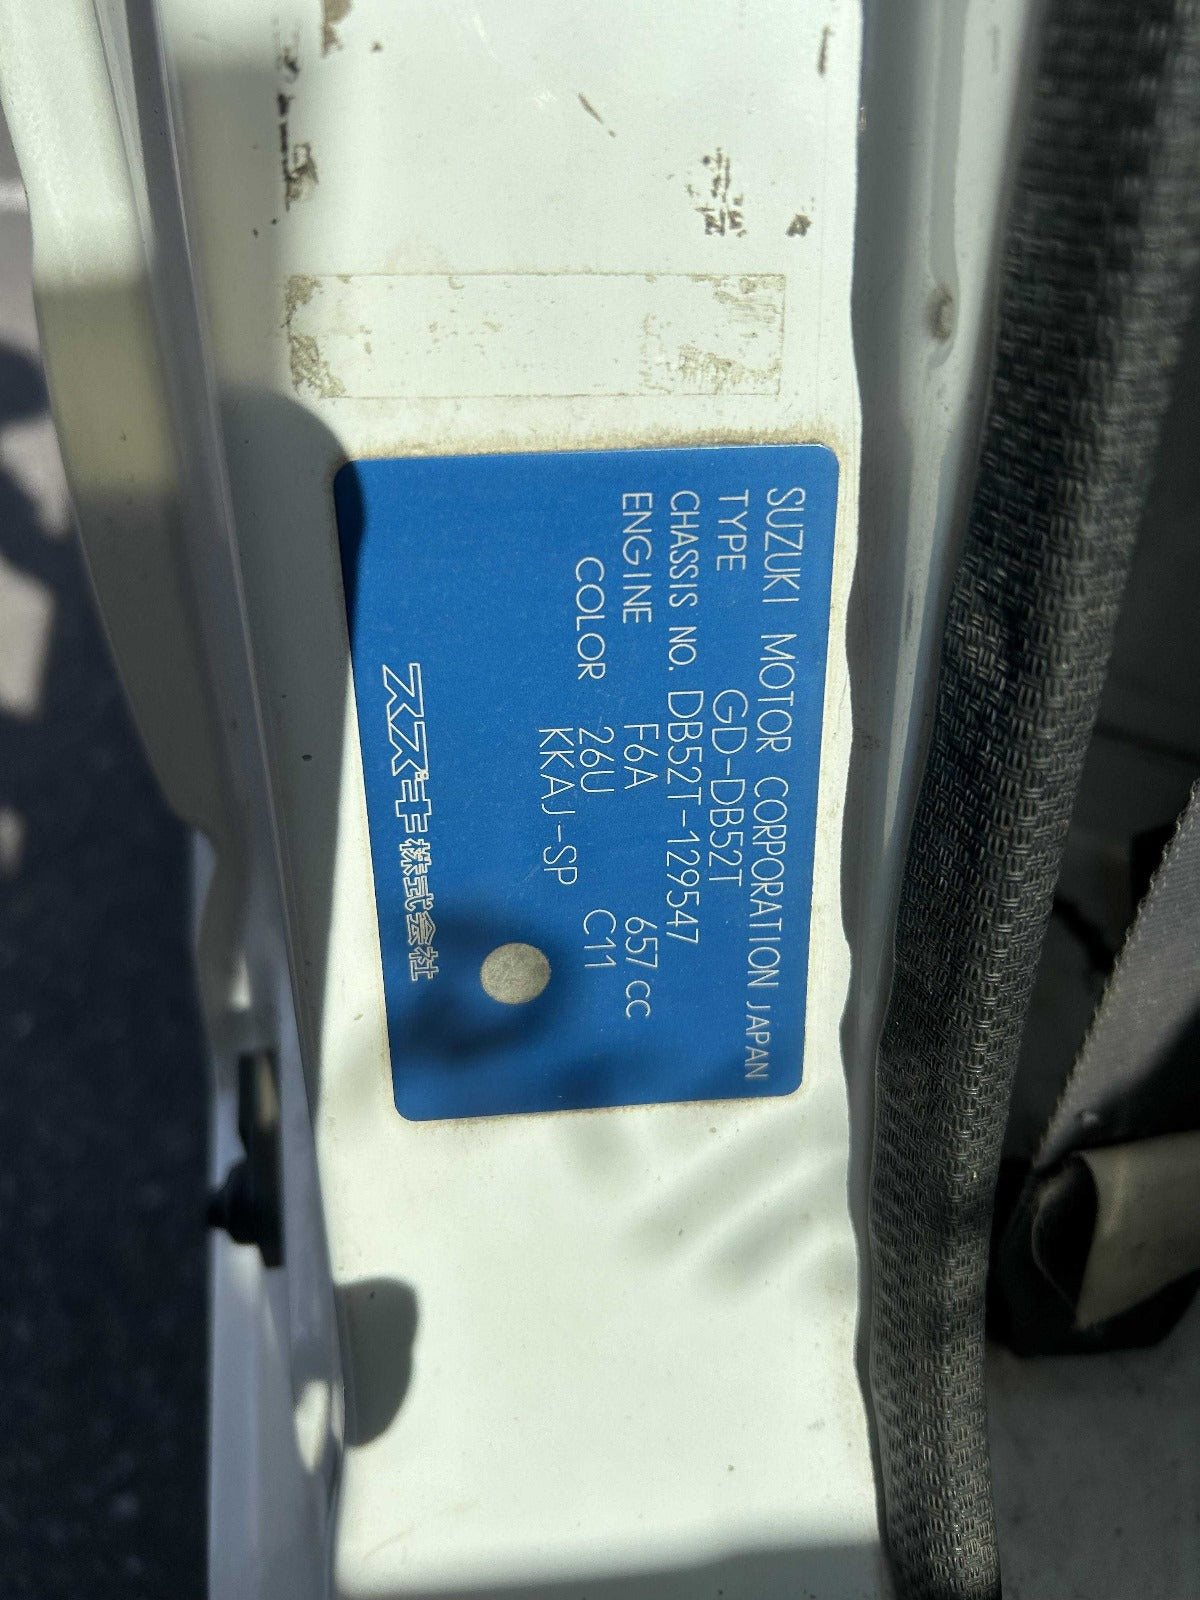 SUZUKI MOTOR CORPORATION JAPAN
TYPE GD-DB52T
CHASSIS NO. DB52T-129547
ENGINE F6A 657 CC
COLOR 26U C11
KKAJ-SP
スズキ株式会社